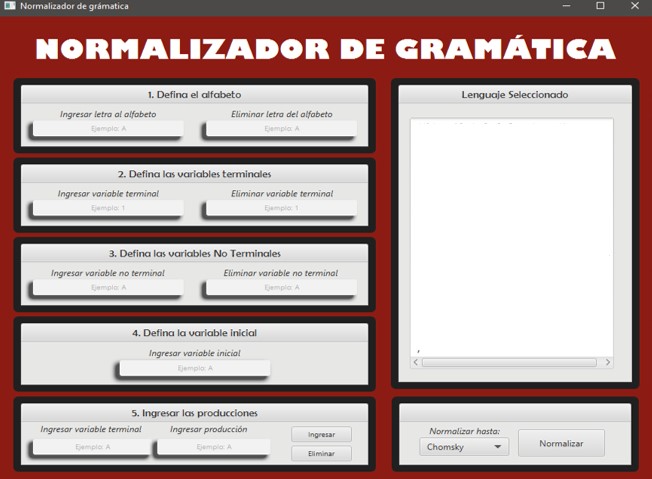 Normalizador de grámatica
NORMALIZADOR DE GRAMÁTICA
1. Defina el alfabeto
Ingresar letra al alfabeto
Eliminar letra del alfabeto
Ejemplo: A
Ejemplo: A
2. Defina las variables terminales
Ingresar variable terminal
Eliminar variable terminal
Ejemplo: 1
Ejemplo: 1
3. Defina las variables No Terminales
Ingresar variable no terminal
Eliminar variable no terminal
Ejemplo: A
Ejemplo: A
4. Defina la variable inicial
Ingresar variable inicial
Ejemplo: A
5. Ingresar las producciones
Ingresar variable terminal
Ingresar producción
Ejemplo: A
Ejemplo: A
Ingresar
Eliminar
Lenguaje Seleccionado
,
Normalizar hasta:
Chomsky
Normalizar